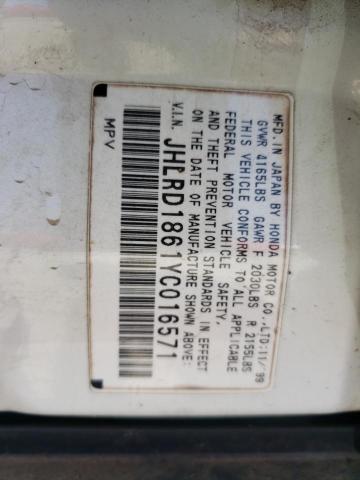 MFD. IN JAPAN BY HONDA MOTOR CO., LTD: 11/'99
GVWR 4165LBS GAWR F 2030LBS R 2155LBS
THIS VEHICLE CONFORMS TO ALL APPLICABLE
FEDERAL MOTOR VEHICLE SAFETY,
AND THEFT PREVENTION STANDARDS IN EFFECT
ON THE DATE OF MANUFACTURE SHOWN ABOVE:
V.I.N. JHLRD1861YC016571
MPV